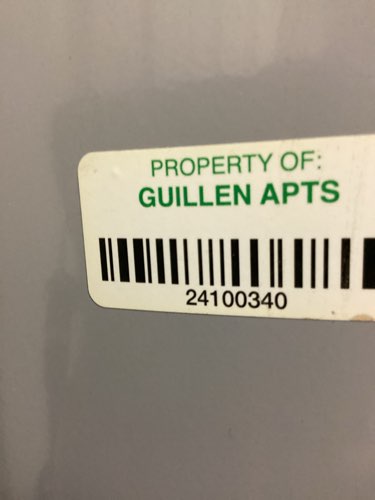 PROPERTY OF:
GUILLEN APTS
24100340